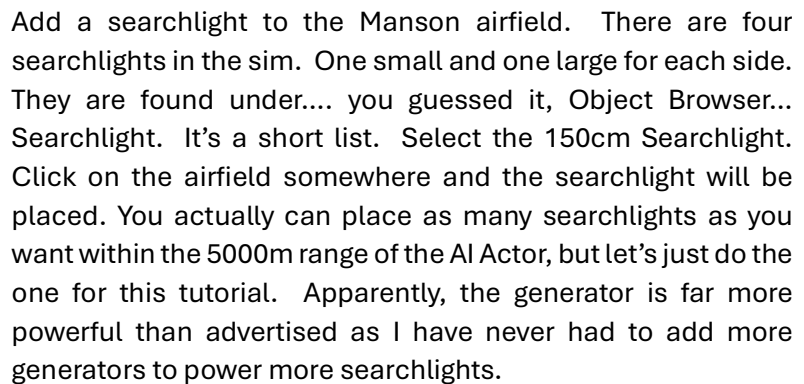 Add a searchlight to the Manson airfield.  There are four
searchlights in the sim.  One small and one large for each side.
They are found under.... you guessed it, Object Browser...
Searchlight.  It’s a short list.  Select the 150cm Searchlight.
Click on the airfield somewhere and the searchlight will be
placed. You actually can place as many searchlights as you
want within the 5000m range of the AI Actor, but let’s just do the
one for this tutorial.  Apparently, the generator is far more
powerful than advertised as I have never had to add more
generators to power more searchlights.